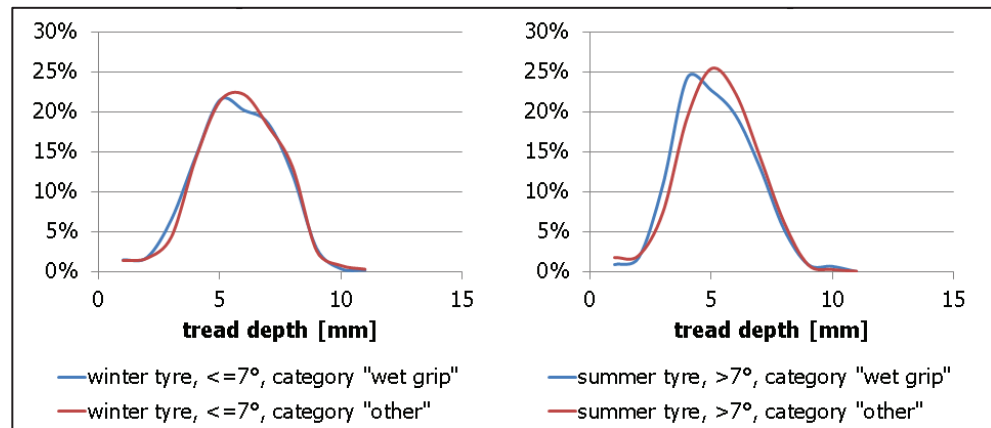 30%
25%
20%
15%
10%
5%
0%
0 5 10 15
tread depth [mm]
winter tyre, <=7°, category "wet grip"
winter tyre, <=7°, category "other"
30%
25%
20%
15%
10%
5%
0%
0 5 10 15
tread depth [mm]
summer tyre, >7°, category "wet grip"
summer tyre, >7°, category "other"